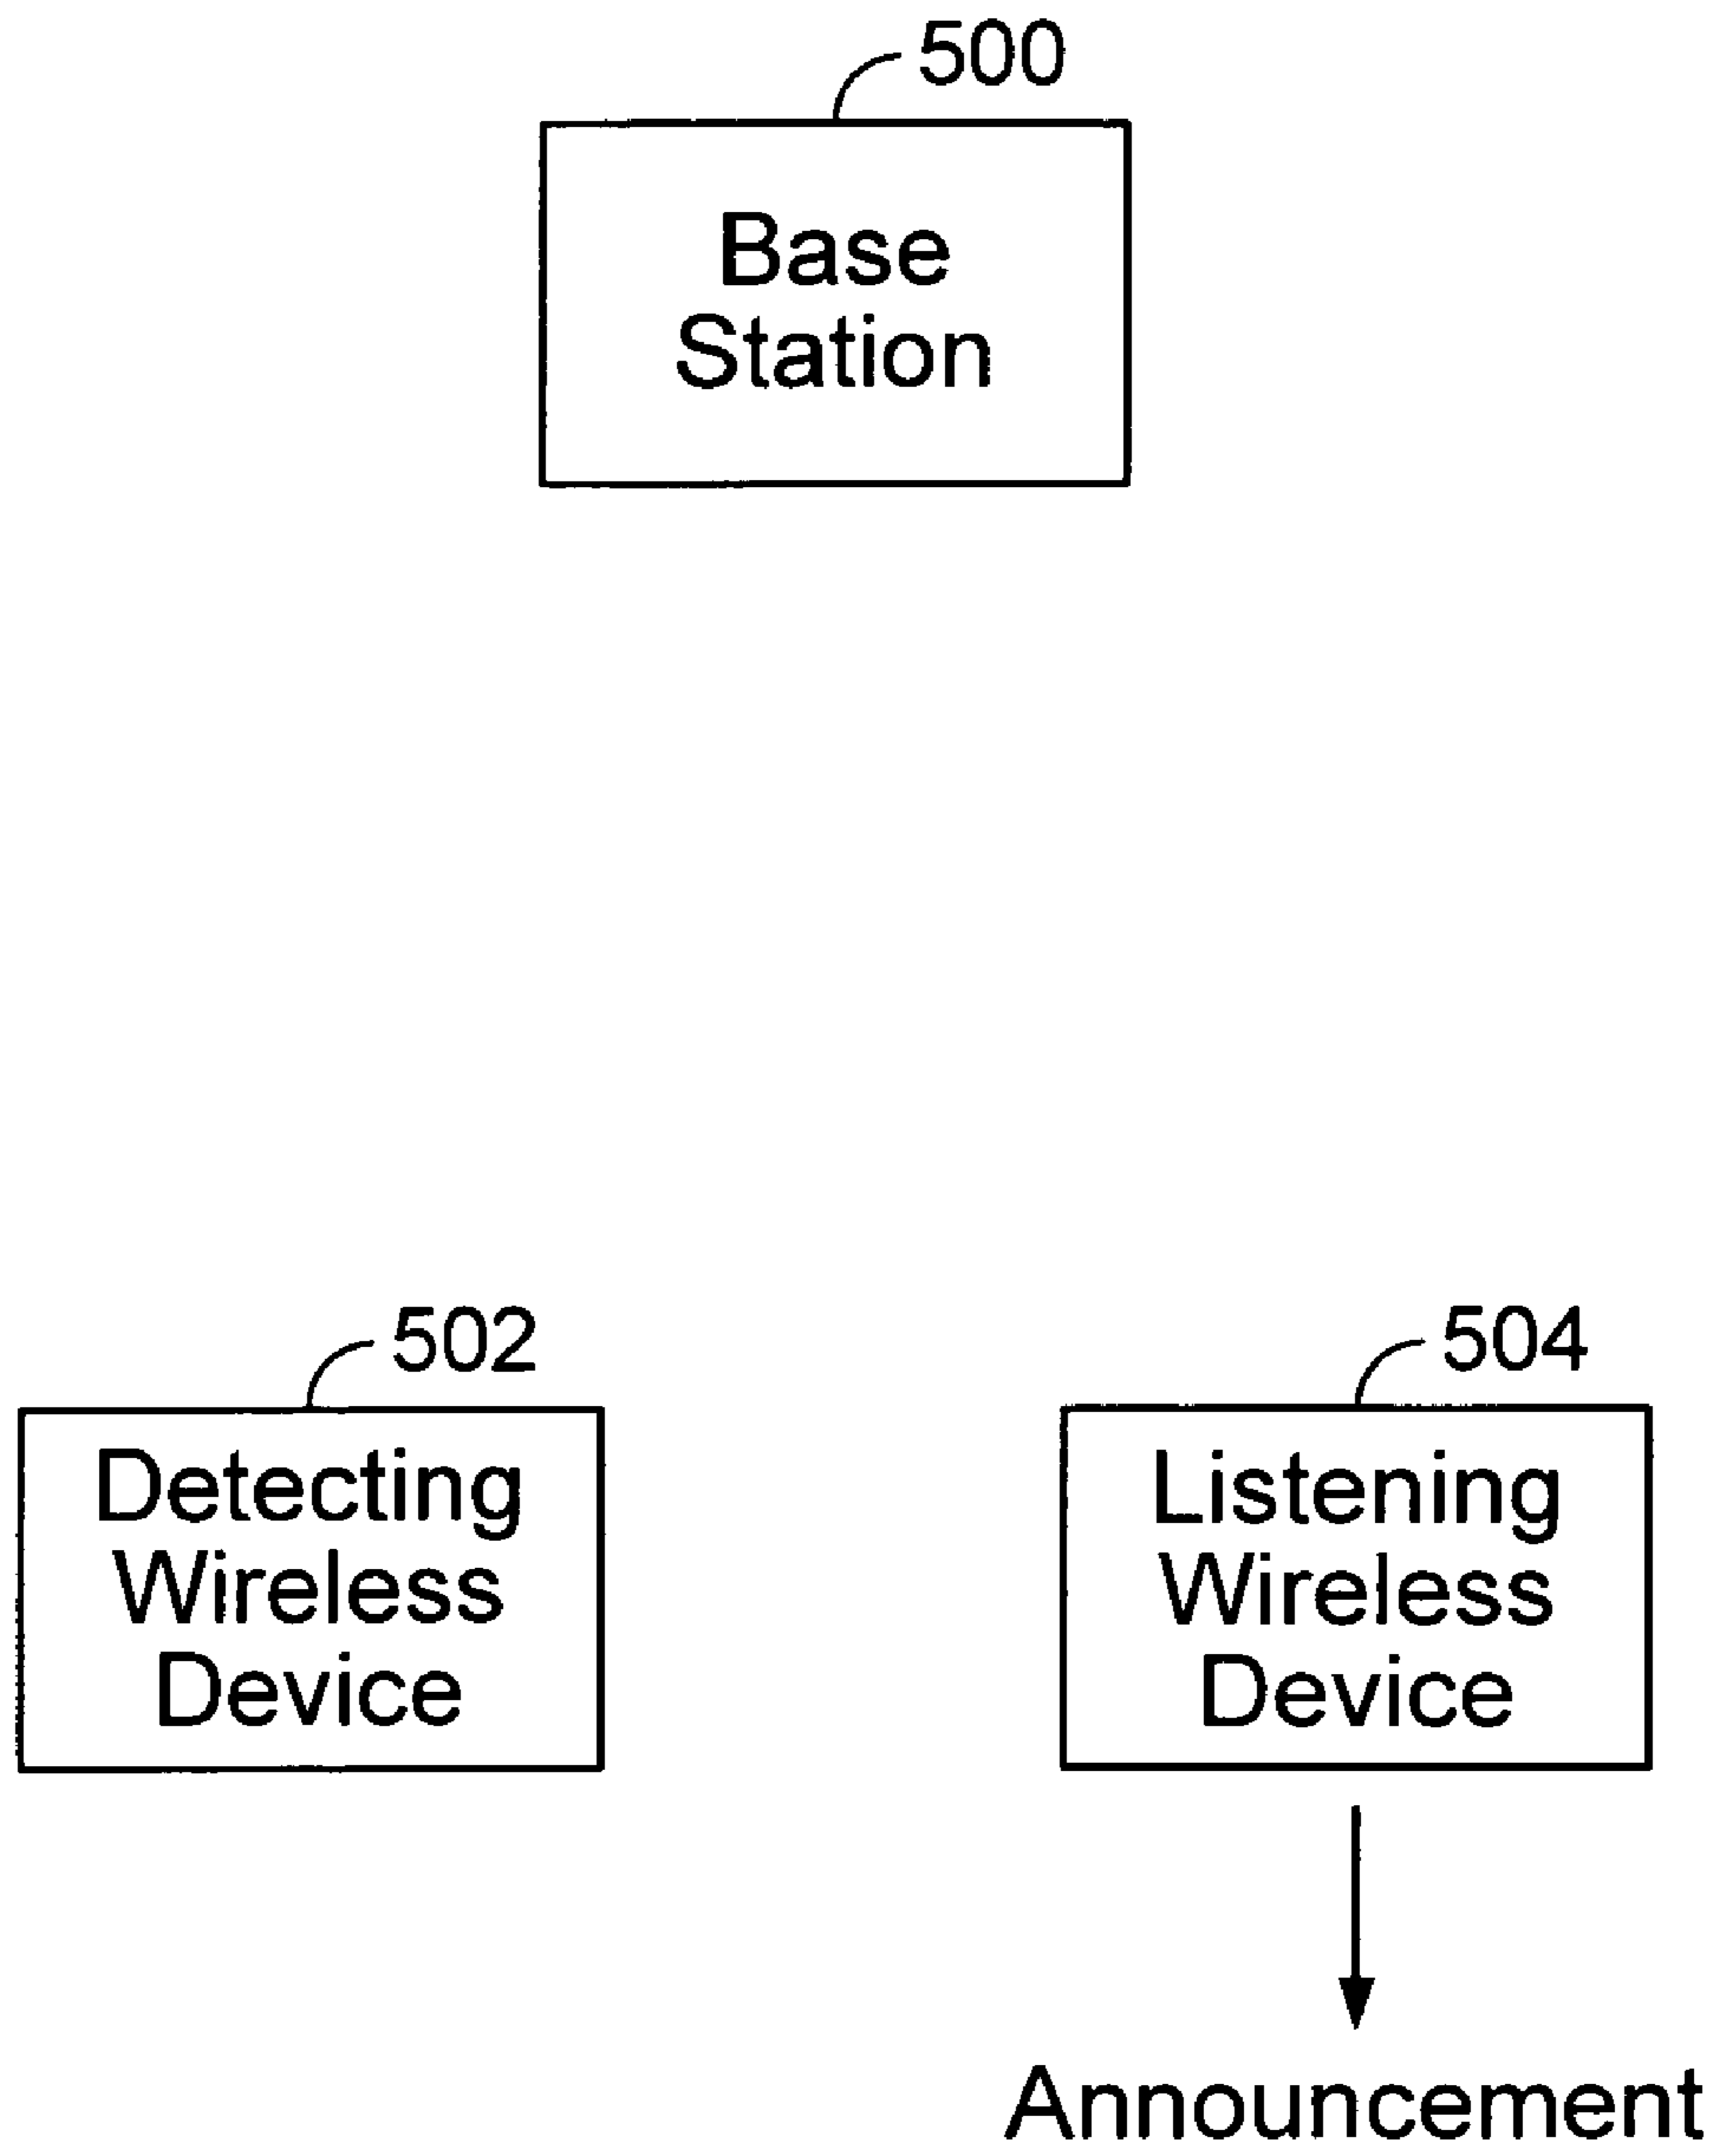 500
Base
Station
502
Detecting
Wireless
Device
504
Listening
Wireless
Device
Announcement